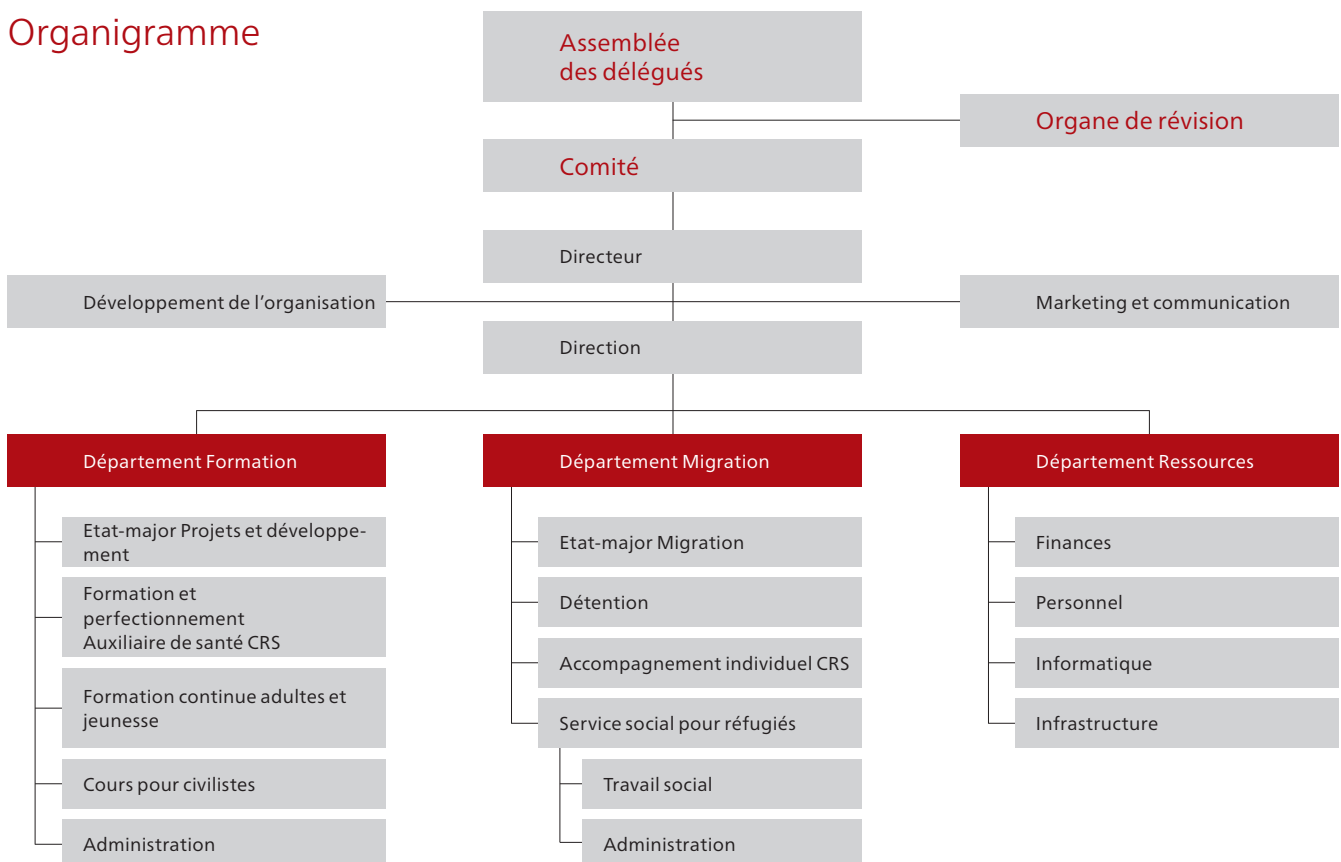 Organigramme
Assemblée
des délégués
Organe de révision
Comité
Directeur
Développement de l'organisation
Marketing et communication
Direction
Département Formation
Etat-major Projets et développe-
ment
Formation et
perfectionnement
Auxiliaire de santé CRS
Formation continue adultes et
jeunesse
Cours pour civilistes
Administration
Département Migration
Etat-major Migration
Détention
Accompagnement individuel CRS
Service social pour réfugiés
Travail social
Administration
Département Ressources
Finances
Personnel
Informatique
Infrastructure